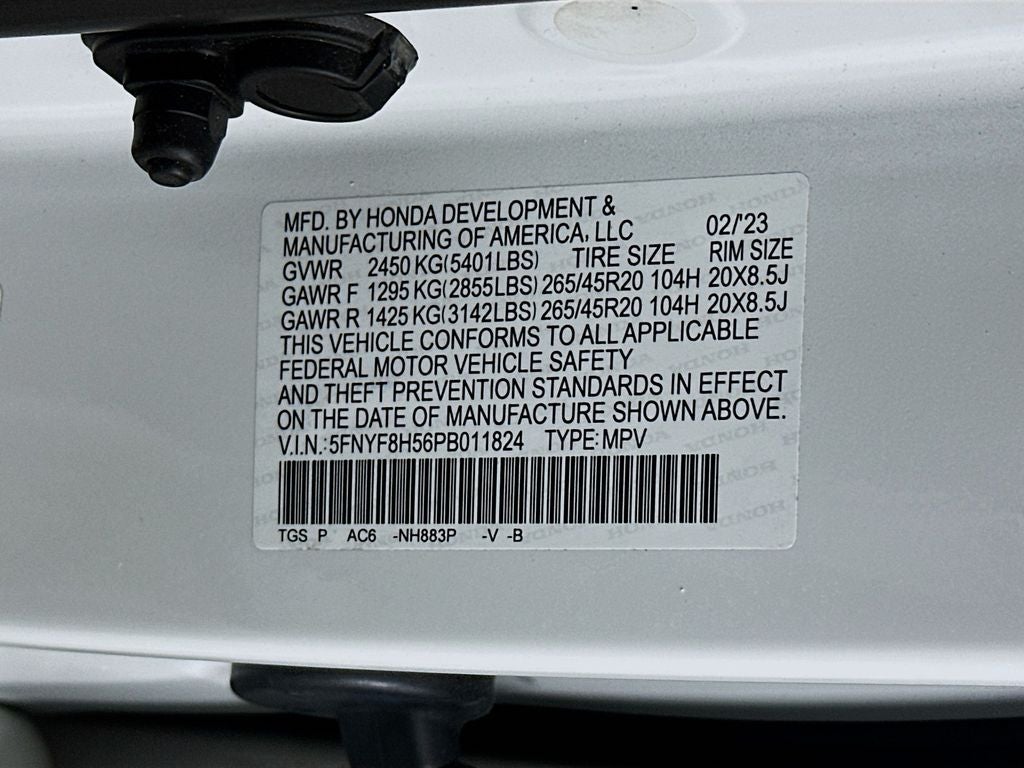 MFD. BY HONDA DEVELOPMENT &
MANUFACTURING OF AMERICA, LLC 02/'23
GVWR 2450 KG(5401LBS) TIRE SIZE RIM SIZE
GAWR F 1295 KG(2855LBS) 265/45R20 104H 20X8.5J
GAWR R 1425 KG(3142LBS) 265/45R20 104H 20X8.5J
THIS VEHICLE CONFORMS TO ALL APPLICABLE
FEDERAL MOTOR VEHICLE SAFETY
AND THEFT PREVENTION STANDARDS IN EFFECT
ON THE DATE OF MANUFACTURE SHOWN ABOVE.
V.I.N.:5FNYF8H56PB011824 TYPE:MPV
TGS P AC6 -NH883P -V -B